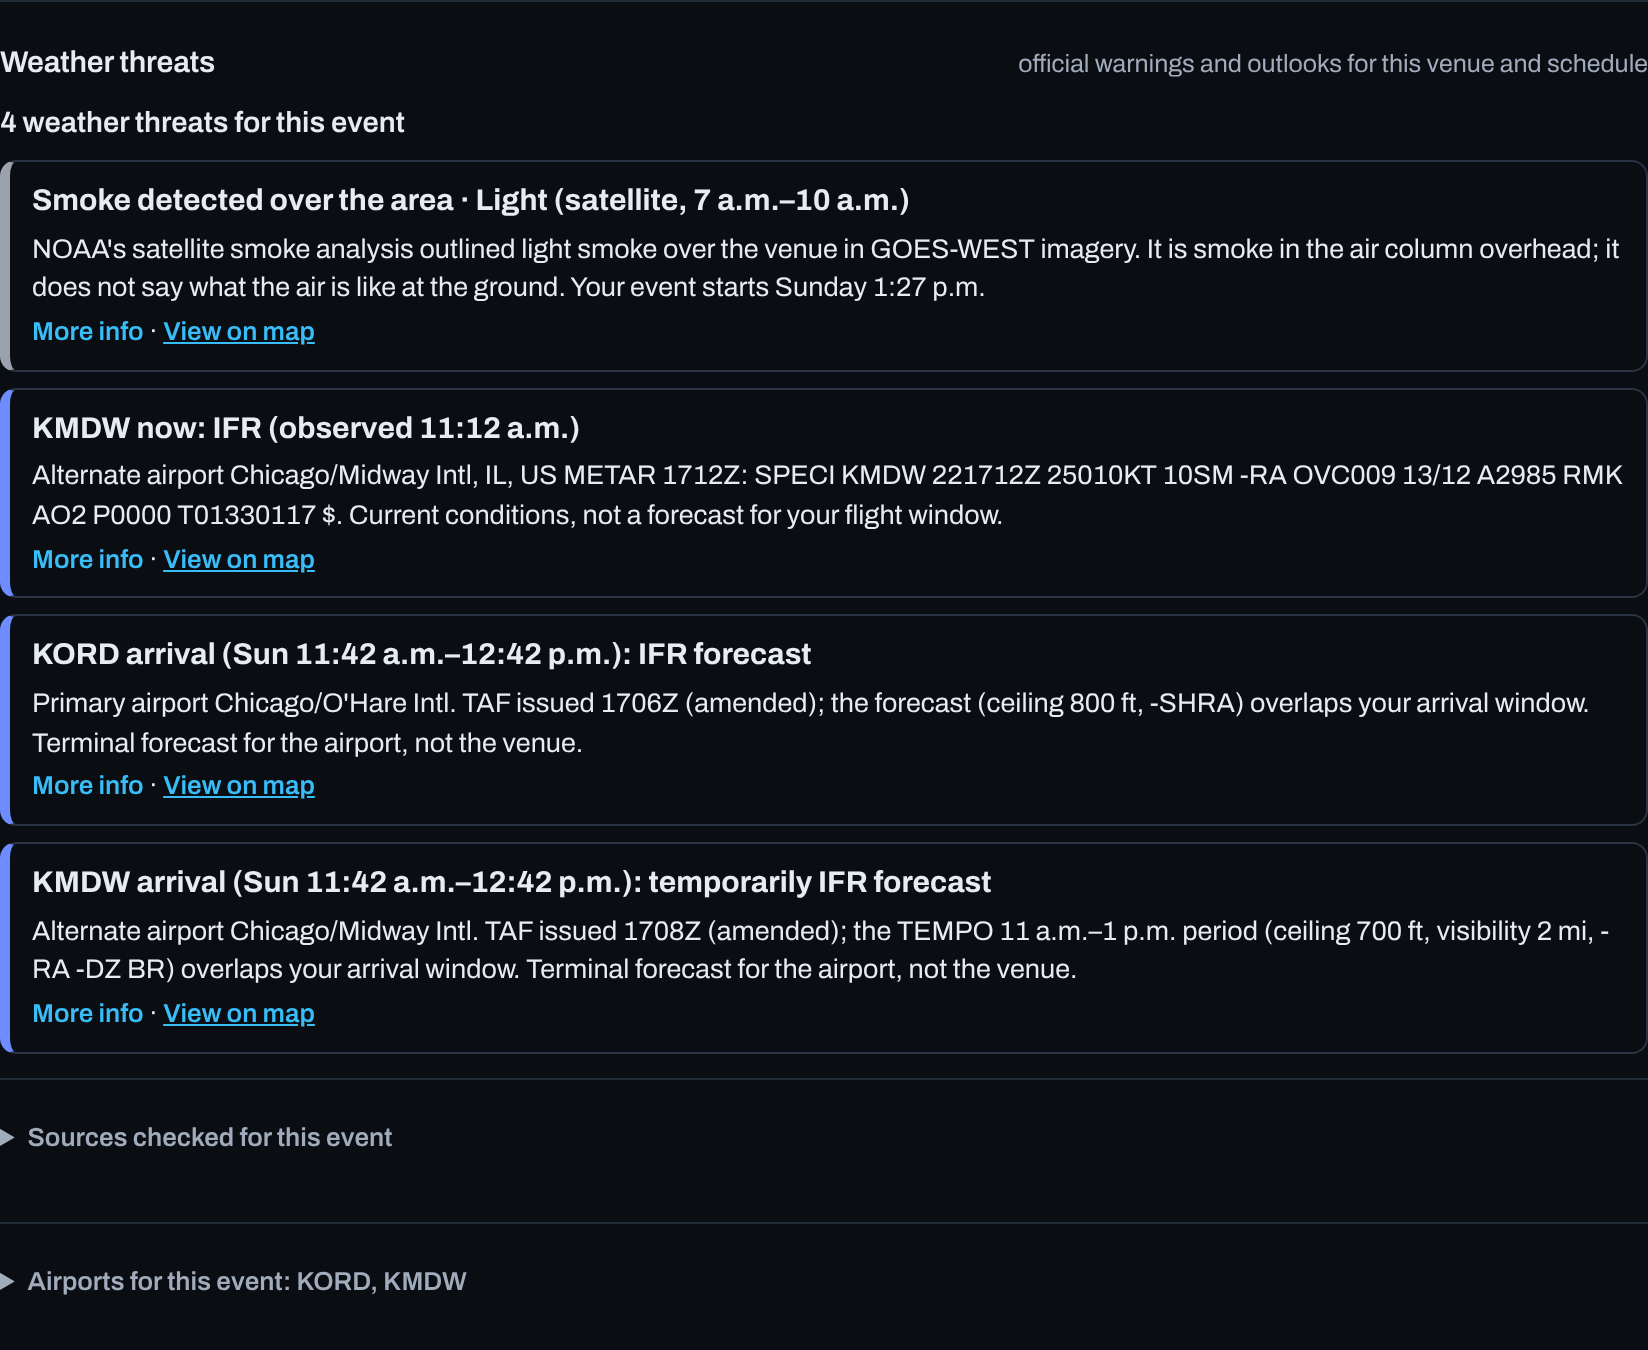 Weather threats
official warnings and outlooks for this venue and schedule
4 weather threats for this event
Smoke detected over the area · Light (satellite, 7 a.m.–10 a.m.)
NOAA's satellite smoke analysis outlined light smoke over the venue in GOES-WEST imagery. It is smoke in the air column overhead; it
does not say what the air is like at the ground. Your event starts Sunday 1:27 p.m.
More info · View on map
KMDW now: IFR (observed 11:12 a.m.)
Alternate airport Chicago/Midway Intl, IL, US METAR 1712Z: SPECI KMDW 221712Z 25010KT 10SM -RA OVC009 13/12 A2985 RMK
AO2 P0000 T01330117 $. Current conditions, not a forecast for your flight window.
More info · View on map
KORD arrival (Sun 11:42 a.m.–12:42 p.m.): IFR forecast
Primary airport Chicago/O'Hare Intl. TAF issued 1706Z (amended); the forecast (ceiling 800 ft, -SHRA) overlaps your arrival window.
Terminal forecast for the airport, not the venue.
More info · View on map
KMDW arrival (Sun 11:42 a.m.–12:42 p.m.): temporarily IFR forecast
Alternate airport Chicago/Midway Intl. TAF issued 1708Z (amended); the TEMPO 11 a.m.–1 p.m. period (ceiling 700 ft, visibility 2 mi, -
RA -DZ BR) overlaps your arrival window. Terminal forecast for the airport, not the venue.
More info · View on map
Sources checked for this event
Airports for this event: KORD, KMDW